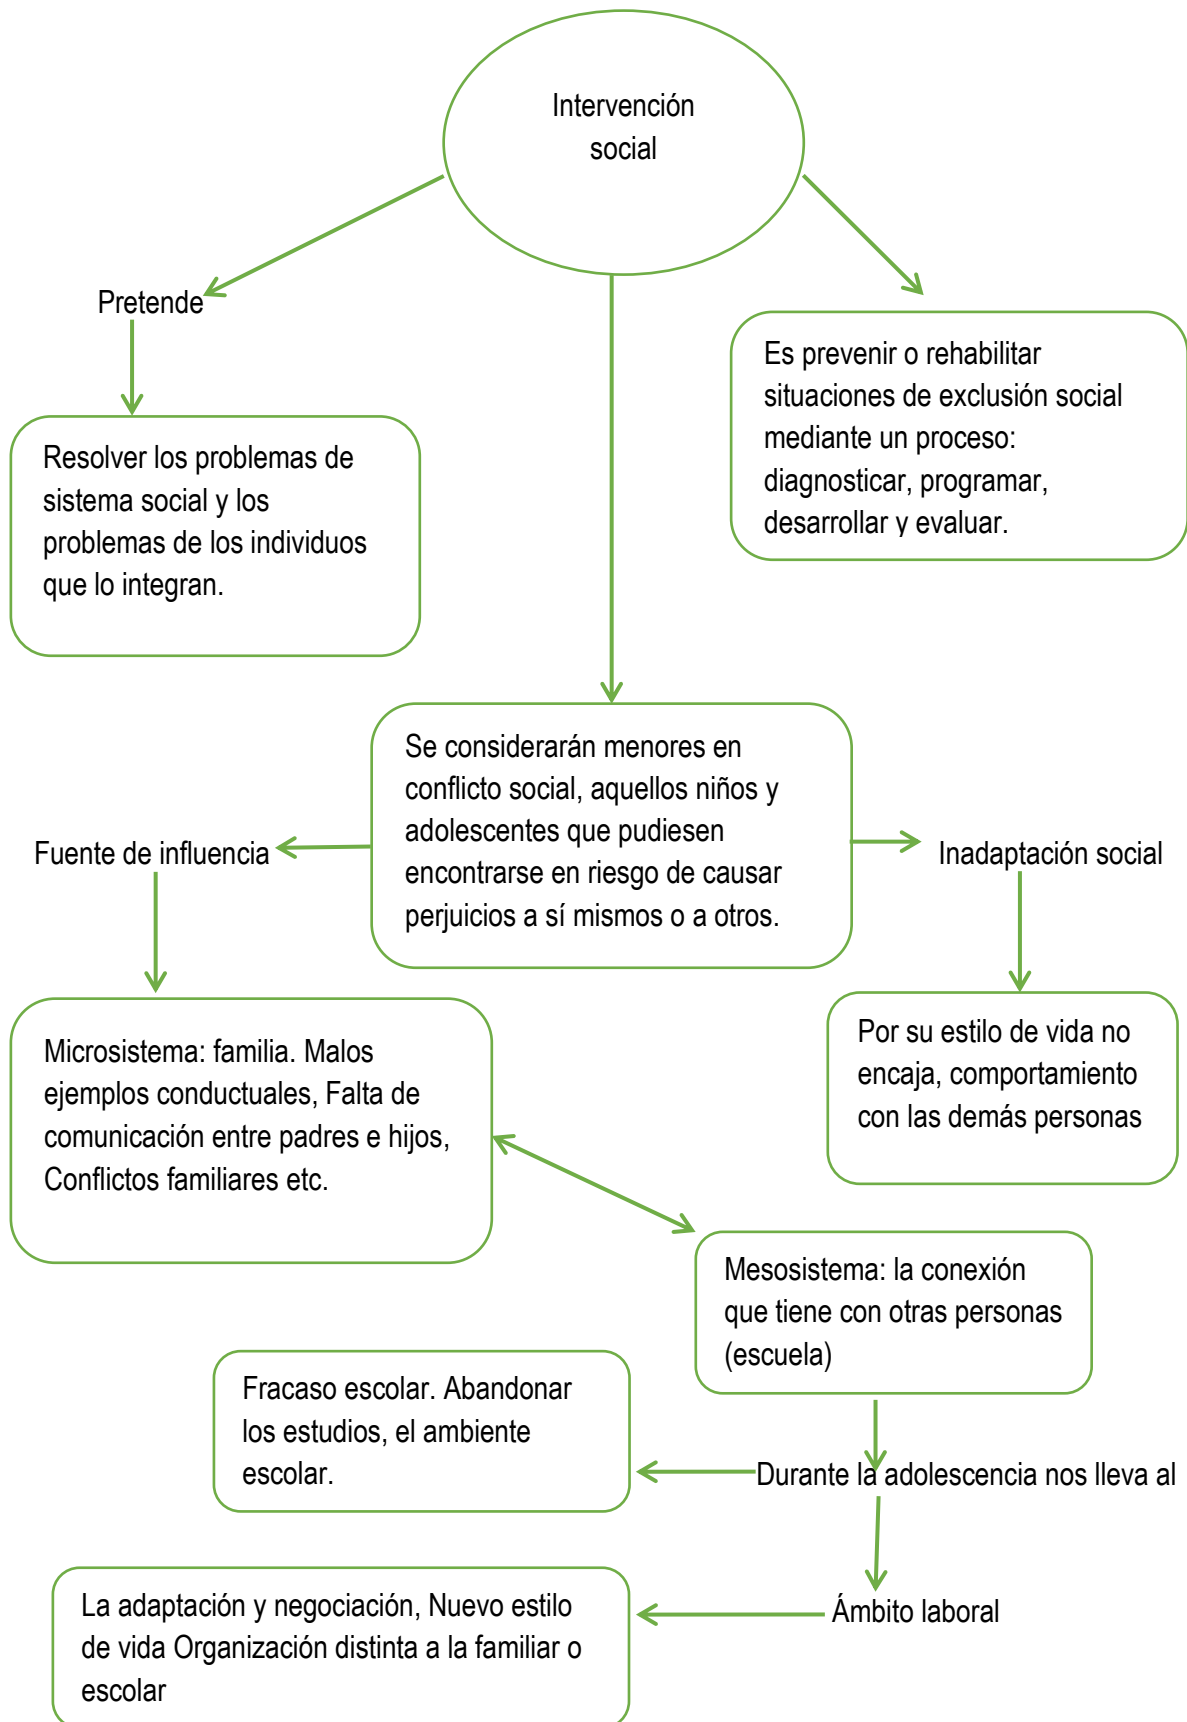 Intervención
social
Pretende
Es prevenir o rehabilitar
situaciones de exclusión social
mediante un proceso:
diagnosticar, programar,
desarrollar y evaluar.
Resolver los problemas de
sistema social y los
problemas de los individuos
que lo integran.
Se considerarán menores en
conflicto social, aquellos niños y
adolescentes que pudiesen
encontrarse en riesgo de causar
perjuicios a sí mismos o a otros.
Fuente de influencia
Inadaptación social
Microsistema: familia. Malos
ejemplos conductuales, Falta de
comunicación entre padres e hijos,
Conflictos familiares etc.
Por su estilo de vida no
encaja, comportamiento
con las demás personas
Mesosistema: la conexión
que tiene con otras personas
(escuela)
Fracaso escolar. Abandonar
los estudios, el ambiente
escolar.
Durante la adolescencia nos lleva al
La adaptación y negociación, Nuevo estilo
de vida Organización distinta a la familiar o
escolar
Ámbito laboral